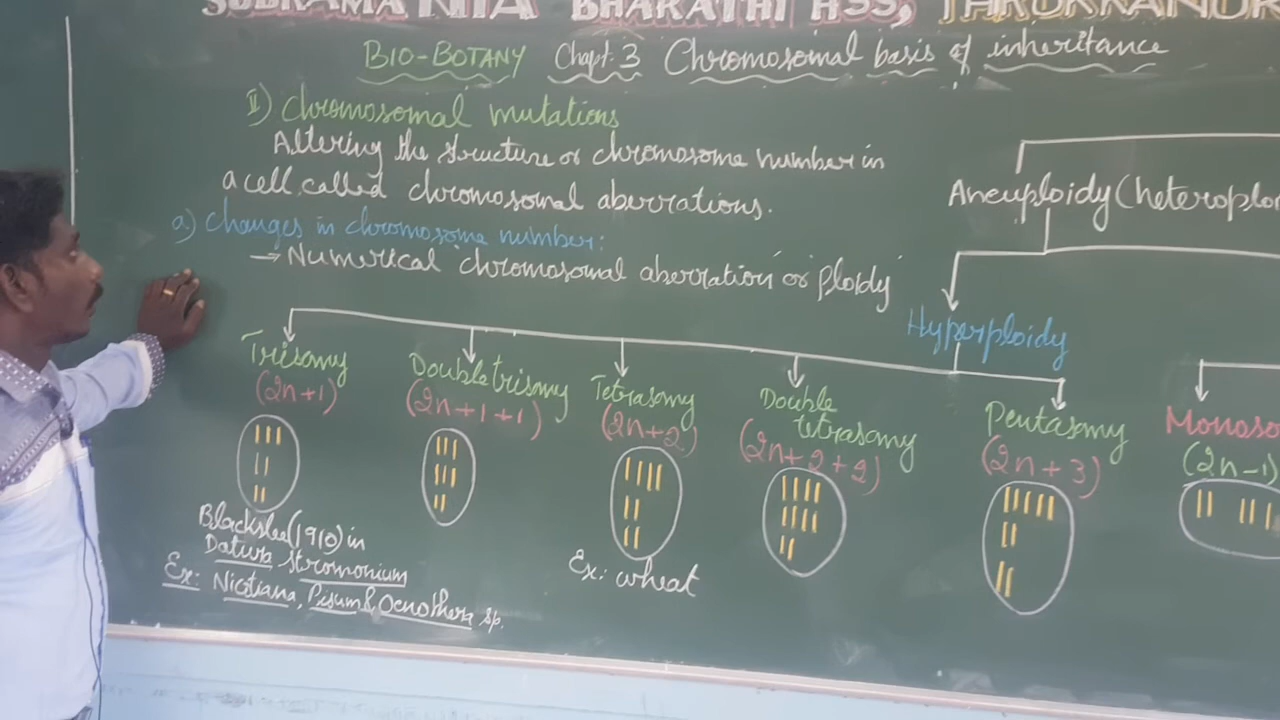 SUBRAMANIA BHARATHI HSS, THRUKKANUR
BIO-BOTANY Chapt. 3 Chromosomal basis of inheritance
II) Chromosomal mutations
Altering the structure or chromosome number in
a cell, called chromosomal aberrations.
a) Changes in chromosome number:
→ Numerical chromosomal aberration or 'ploidy'
Aneuploidy (heteroplo
Hyperploidy
Trisomy
(2n+1)
Double trisomy
(2n+1+1)
Tetrasomy
(2n+2)
Double
tetrasomy
(2n+2+2)
Pentasomy
(2n+3)
Monoso
(2n-1)
Blackslee (1910) in
Datura stromonium
Ex: Nicotiana, Pisum & Oenothera sp.
Ex: wheat